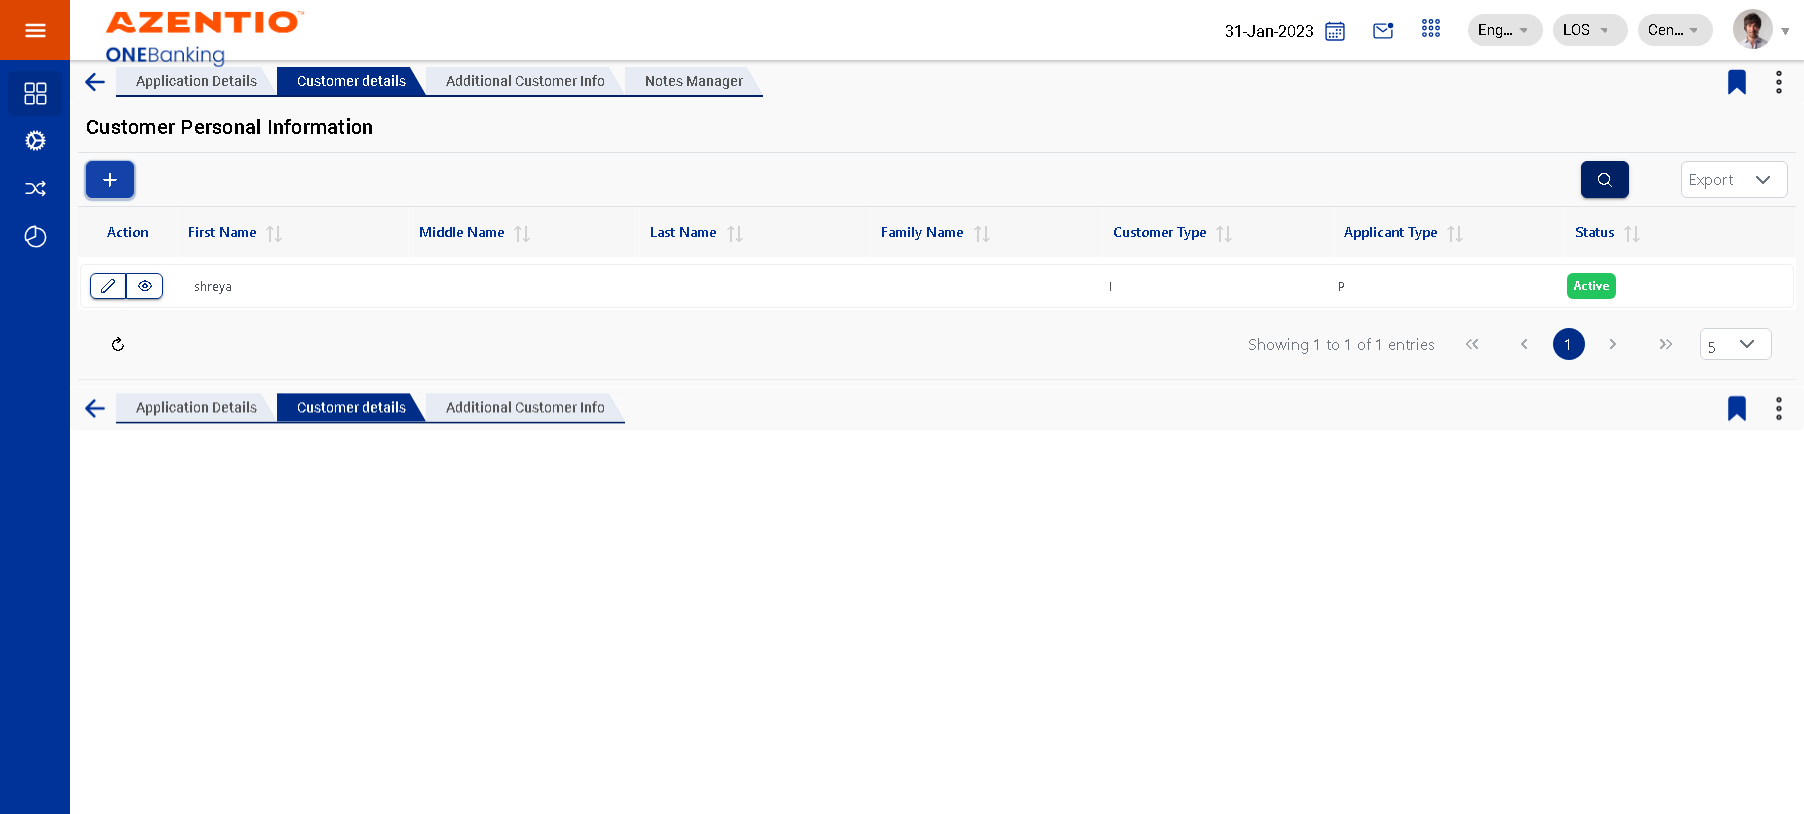 AZENTIO™
ONEBanking
31-Jan-2023 Eng... LOS Cen...
Application Details Customer details Additional Customer Info Notes Manager
Customer Personal Information
+ Export
Action First Name Middle Name Last Name Family Name Customer Type Applicant Type Status
shreya I P Active
Showing 1 to 1 of 1 entries 1 5
Application Details Customer details Additional Customer Info